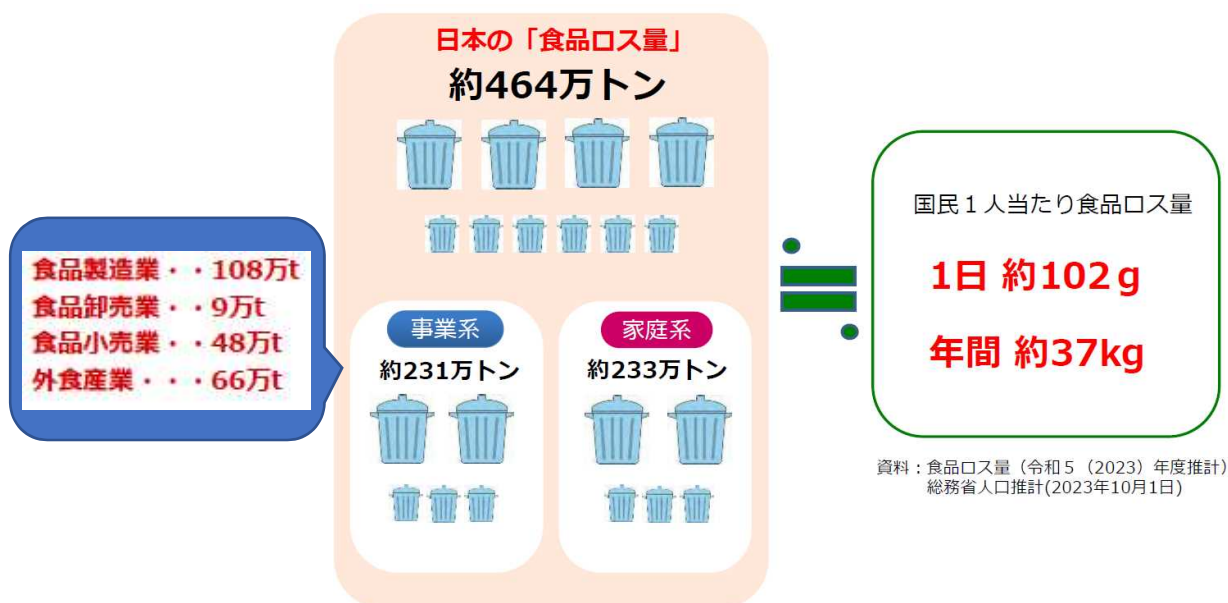 日本の「食品ロス量」
約464万トン
食品製造業・・108万t
食品卸売業・・9万t
食品小売業・・48万t
外食産業・・・66万t
事業系
約231万トン
家庭系
約233万トン
≒
国民１人当たり食品ロス量
1日 約102ｇ
年間 約37kg
資料：食品ロス量（令和５（2023）年度推計）
総務省人口推計(2023年10月1日)